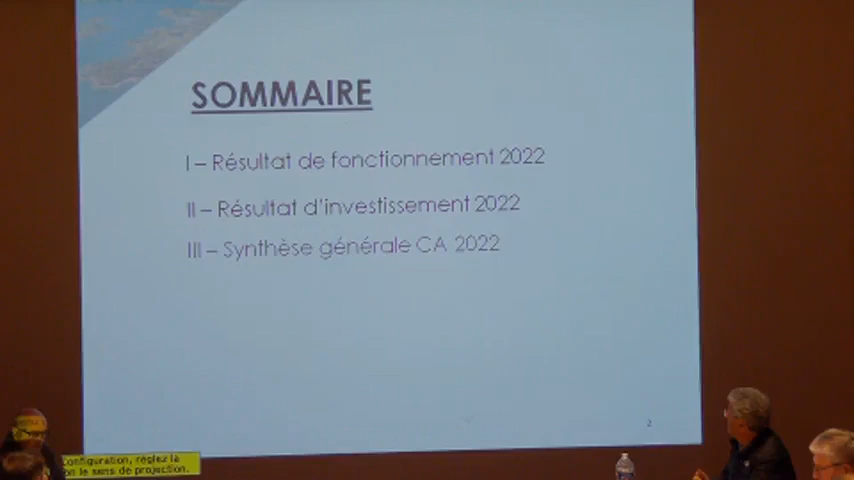 SOMMAIRE
I – Résultat de fonctionnement 2022
II – Résultat d'investissement 2022
III – Synthèse générale CA 2022
2
Configuration, réglez la
on le sens de projection.